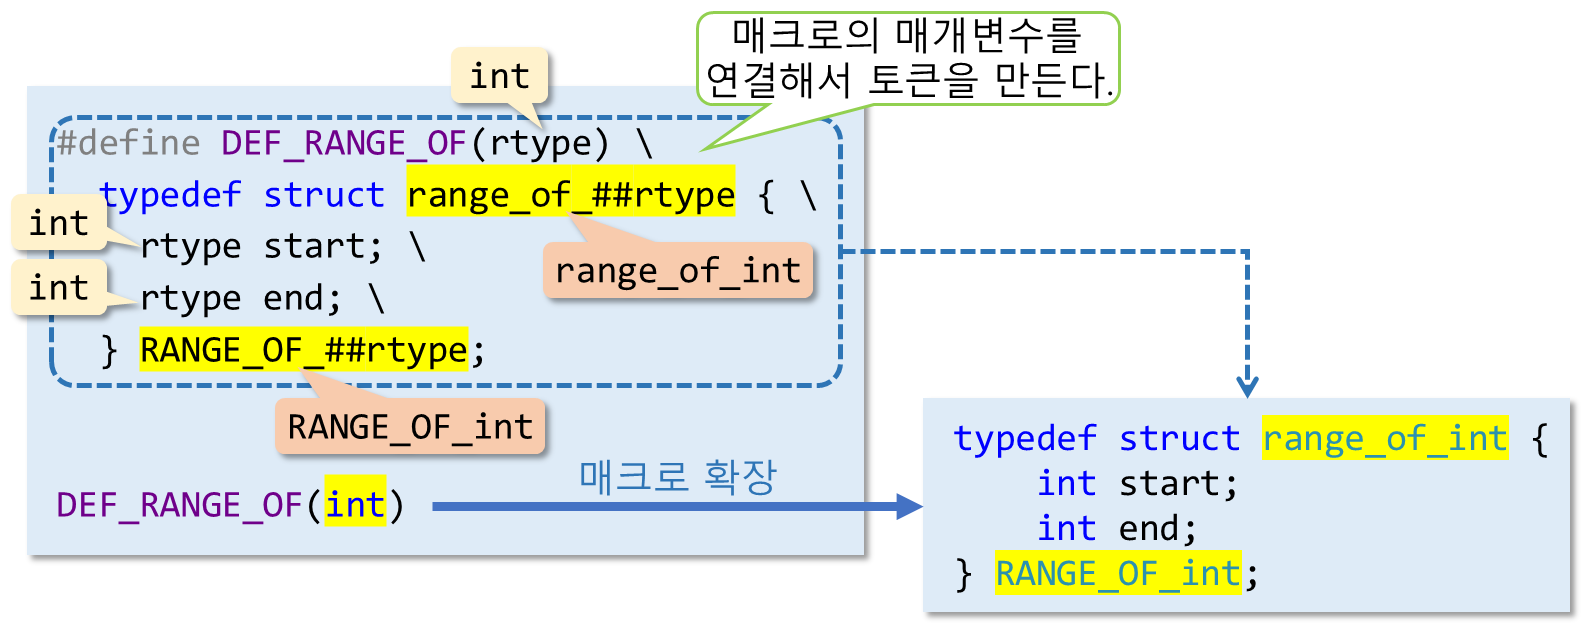 매크로의 매개변수를
연결해서 토큰을 만든다.
int
#define DEF_RANGE_OF(rtype) \
typedef struct range_of_##rtype { \
int
rtype start; \
range_of_int
int
rtype end; \
} RANGE_OF_##rtype;
RANGE_OF_int
DEF_RANGE_OF(int)
매크로 확장
typedef struct range_of_int {
int start;
int end;
} RANGE_OF_int;